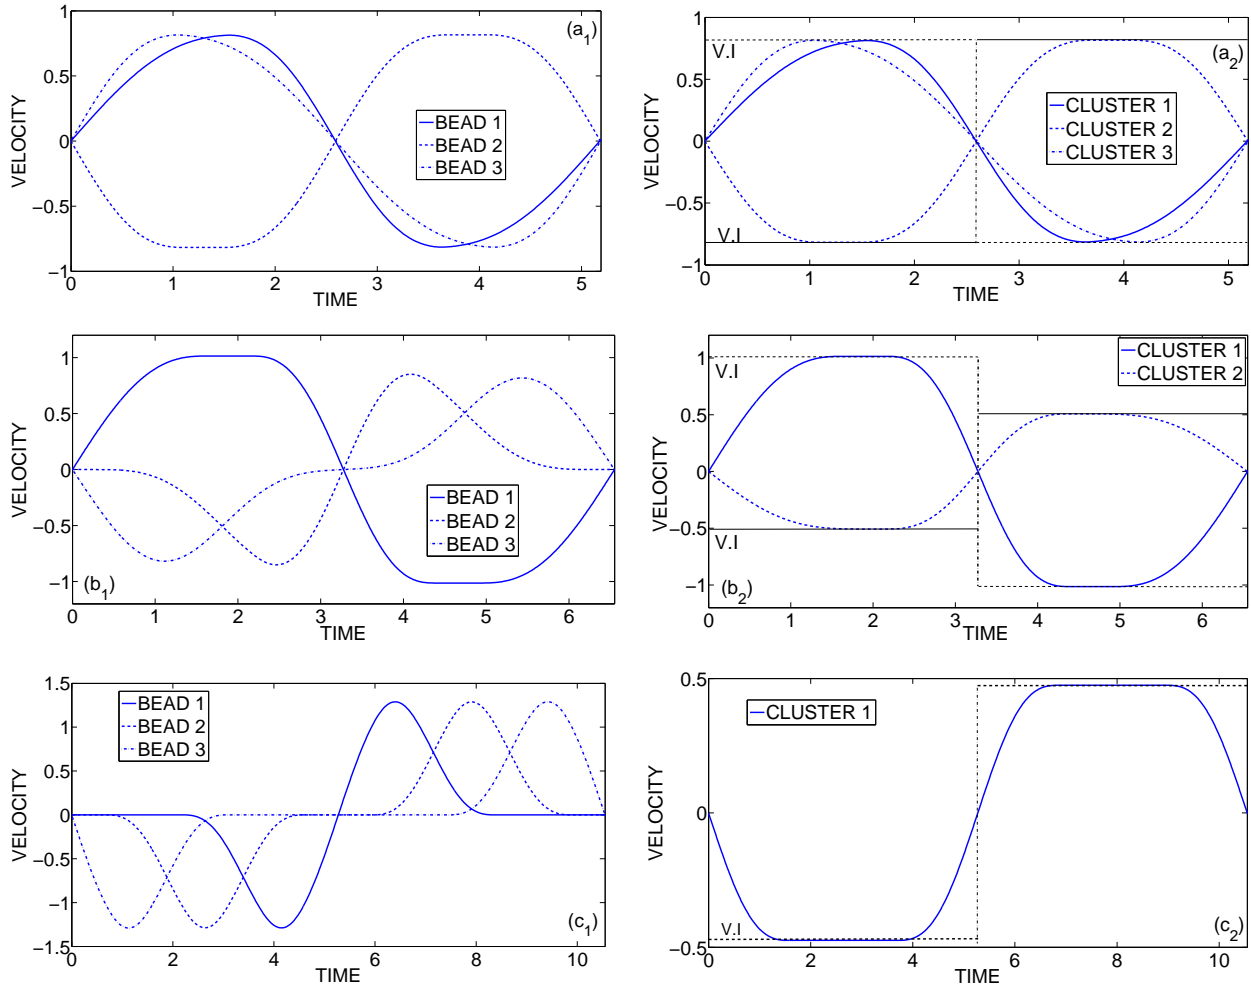 (a1)
VELOCITY
1
0.5
0
−0.5
−1
BEAD 1
BEAD 2
BEAD 3
0 1 2 3 4 5
TIME
(a2)
VELOCITY
1
0.5
0
−0.5
−1
V.I
V.I
CLUSTER 1
CLUSTER 2
CLUSTER 3
0 1 2 3 4 5
TIME
(b1)
VELOCITY
1
0.5
0
−0.5
−1
BEAD 1
BEAD 2
BEAD 3
0 1 2 3 4 5 6
TIME
(b2)
VELOCITY
1
0.5
0
−0.5
−1
V.I
V.I
CLUSTER 1
CLUSTER 2
0 1 2 3 4 5 6
TIME
(c1)
VELOCITY
1.5
1
0.5
0
−0.5
−1
−1.5
BEAD 1
BEAD 2
BEAD 3
0 2 4 6 8 10
TIME
(c2)
VELOCITY
0.5
0
−0.5
V.I
CLUSTER 1
0 2 4 6 8 10
TIME